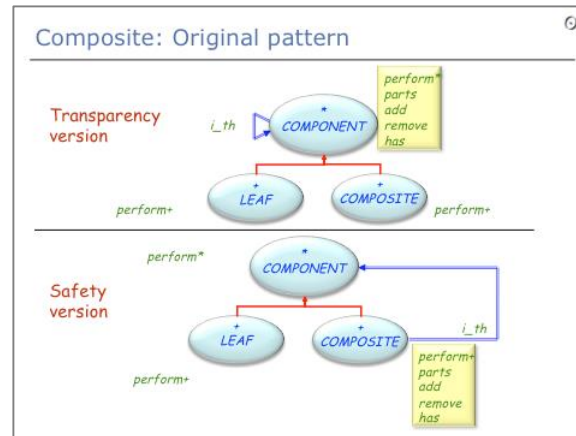 Composite: Original pattern
Transparency
version
i_th
*
COMPONENT
perform*
parts
add
remove
has
+
LEAF
+
COMPOSITE
perform+
perform+
perform*
*
COMPONENT
Safety
version
+
LEAF
+
COMPOSITE
i_th
perform+
parts
add
remove
has
perform+